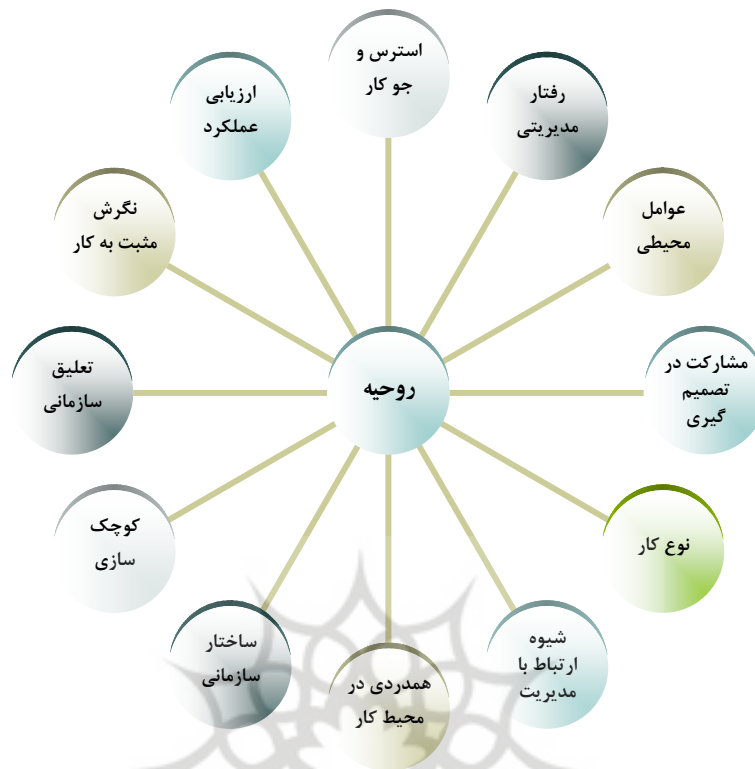 استرس و
جو کار
رفتار
مدیریتی
عوامل
محیطی
مشارکت در
تصمیم
گیری
نوع کار
شیوه
ارتباط با
مدیریت
همدردی در
محیط کار
ساختار
سازمانی
کوچک
سازی
تعلیق
سازمانی
نگرش
مثبت به کار
ارزیابی
عملکرد
روحیه